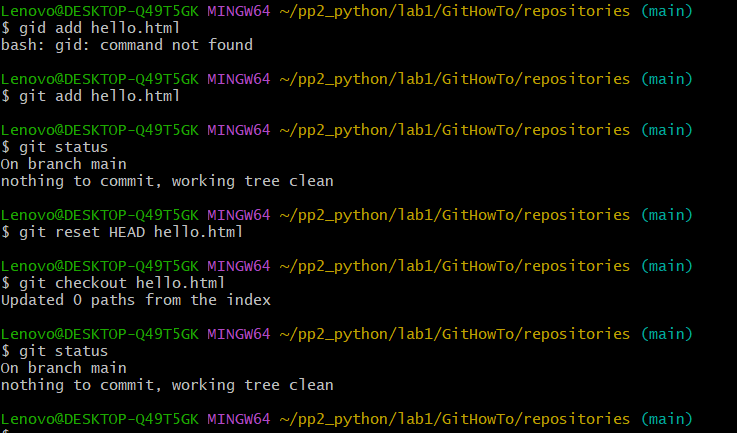 Lenovo@DESKTOP-Q49T5GK MINGW64 ~/pp2_python/lab1/GitHowTo/repositories (main)
$ gid add hello.html
bash: gid: command not found
Lenovo@DESKTOP-Q49T5GK MINGW64 ~/pp2_python/lab1/GitHowTo/repositories (main)
$ git add hello.html
Lenovo@DESKTOP-Q49T5GK MINGW64 ~/pp2_python/lab1/GitHowTo/repositories (main)
$ git status
On branch main
nothing to commit, working tree clean
Lenovo@DESKTOP-Q49T5GK MINGW64 ~/pp2_python/lab1/GitHowTo/repositories (main)
$ git reset HEAD hello.html
Lenovo@DESKTOP-Q49T5GK MINGW64 ~/pp2_python/lab1/GitHowTo/repositories (main)
$ git checkout hello.html
Updated 0 paths from the index
Lenovo@DESKTOP-Q49T5GK MINGW64 ~/pp2_python/lab1/GitHowTo/repositories (main)
$ git status
On branch main
nothing to commit, working tree clean
Lenovo@DESKTOP-Q49T5GK MINGW64 ~/pp2_python/lab1/GitHowTo/repositories (main)